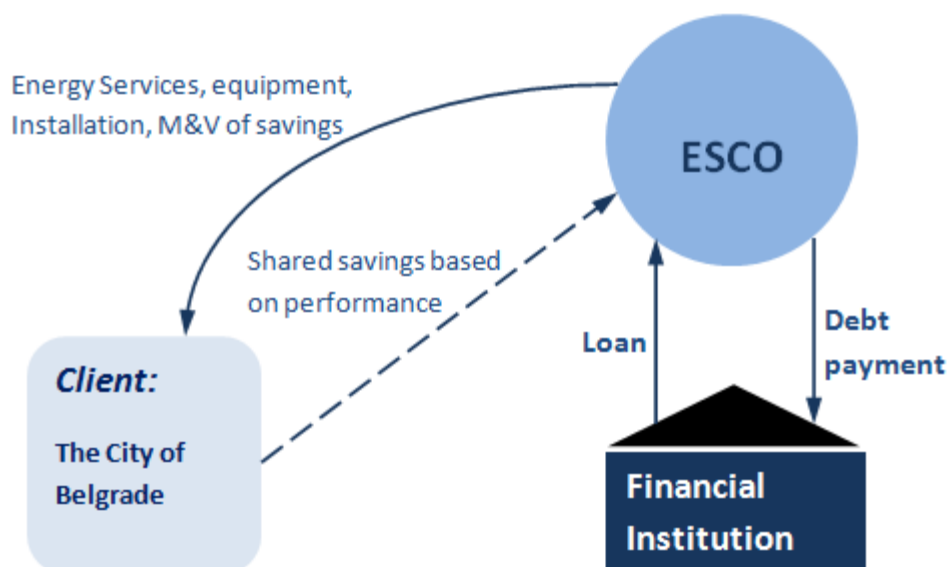 Energy Services, equipment,
Installation, M&V of savings
ESCO
Shared savings based
on performance
Loan
Debt
payment
Client:
The City of
Belgrade
Financial
Institution